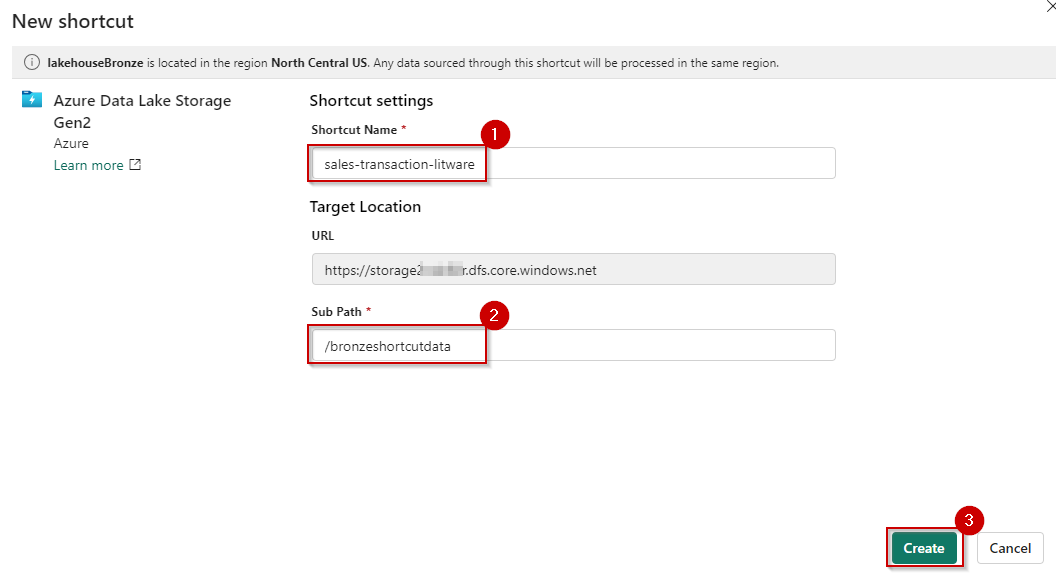 New shortcut
lakehouseBronze is located in the region North Central US. Any data sourced through this shortcut will be processed in the same region.
Azure Data Lake Storage
Gen2
Azure
Learn more
Shortcut settings
Shortcut Name *
1
sales-transaction-litware
Target Location
URL
https://storage2 r.dfs.core.windows.net
Sub Path *
2
/bronzeshortcutdata
3
Create
Cancel